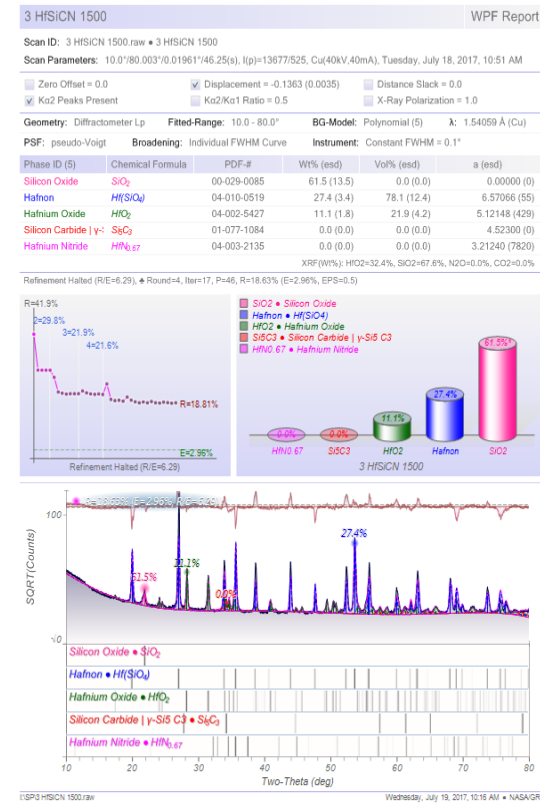 3 HfSiCN 1500 WPF Report
Scan ID: 3 HfSiCN 1500.raw ● 3 HfSiCN 1500
Scan Parameters: 10.0°/80.003°/0.01961°/46.25(s), I(p)=13677/525, Cu(40kV,40mA), Tuesday, July 18, 2017, 10:51 AM
Zero Offset = 0.0 Displacement = -0.1363 (0.0035) Distance Slack = 0.0
Kα2 Peaks Present Kα2/Kα1 Ratio = 0.5 X-Ray Polarization = 1.0
Geometry: Diffractometer Lp Fitted-Range: 10.0 - 80.0° BG-Model: Polynomial (5) λ: 1.54059 Å (Cu)
PSF: pseudo-Voigt Broadening: Individual FWHM Curve Instrument: Constant FWHM = 0.1°
Phase ID (5) Chemical Formula PDF-# Wt% (esd) Vol% (esd) a (esd)
Silicon Oxide SiO2 00-029-0085 61.5 (13.5) 0.0 (0.0) 0.00000 (0)
Hafnon Hf(SiO4) 04-010-0519 27.4 (3.4) 78.1 (12.4) 6.57066 (55)
Hafnium Oxide HfO2 04-002-5427 11.1 (1.8) 21.9 (4.2) 5.12148 (429)
Silicon Carbide | γ-: Si5C3 01-077-1084 0.0 (0.0) 0.0 (0.0) 4.52300 (0)
Hafnium Nitride HfN0.67 04-003-2135 0.0 (0.0) 0.0 (0.0) 3.21240 (7820)
XRF(Wt%): HfO2=32.4%, SiO2=67.6%, N2O=0.0%, CO2=0.0%
Refinement Halted (R/E=6.29), ♣ Round=4, Iter=17, P=46, R=18.63% (E=2.96%, EPS=0.5)
R=41.9%
2=29.8%
3=21.9%
4=21.6%
R=18.81%
E=2.96%
Refinement Halted (R/E=6.29)
SiO2 ● Silicon Oxide
Hafnon ● Hf(SiO4)
HfO2 ● Hafnium Oxide
Si5C3 ● Silicon Carbide | γ-Si5 C3
HfN0.67 ● Hafnium Nitride
0.0% 0.0% 11.1% 27.4% 61.5%*
HfN0.67 Si5C3 HfO2 Hafnon SiO2
3 HfSiCN 1500
SQRT(Counts)
100
27.4%
11.1%
61.5%
Silicon Oxide ● SiO2
Hafnon ● Hf(SiO4)
Hafnium Oxide ● HfO2
Silicon Carbide | γ-Si5 C3 ● Si5C3
Hafnium Nitride ● HfN0.67
10 20 30 40 50 60 70 80
Two-Theta (deg)
I:\SP\3 HfSiCN 1500.raw Wednesday, July 19, 2017, 10:16 AM ● NASA/GR